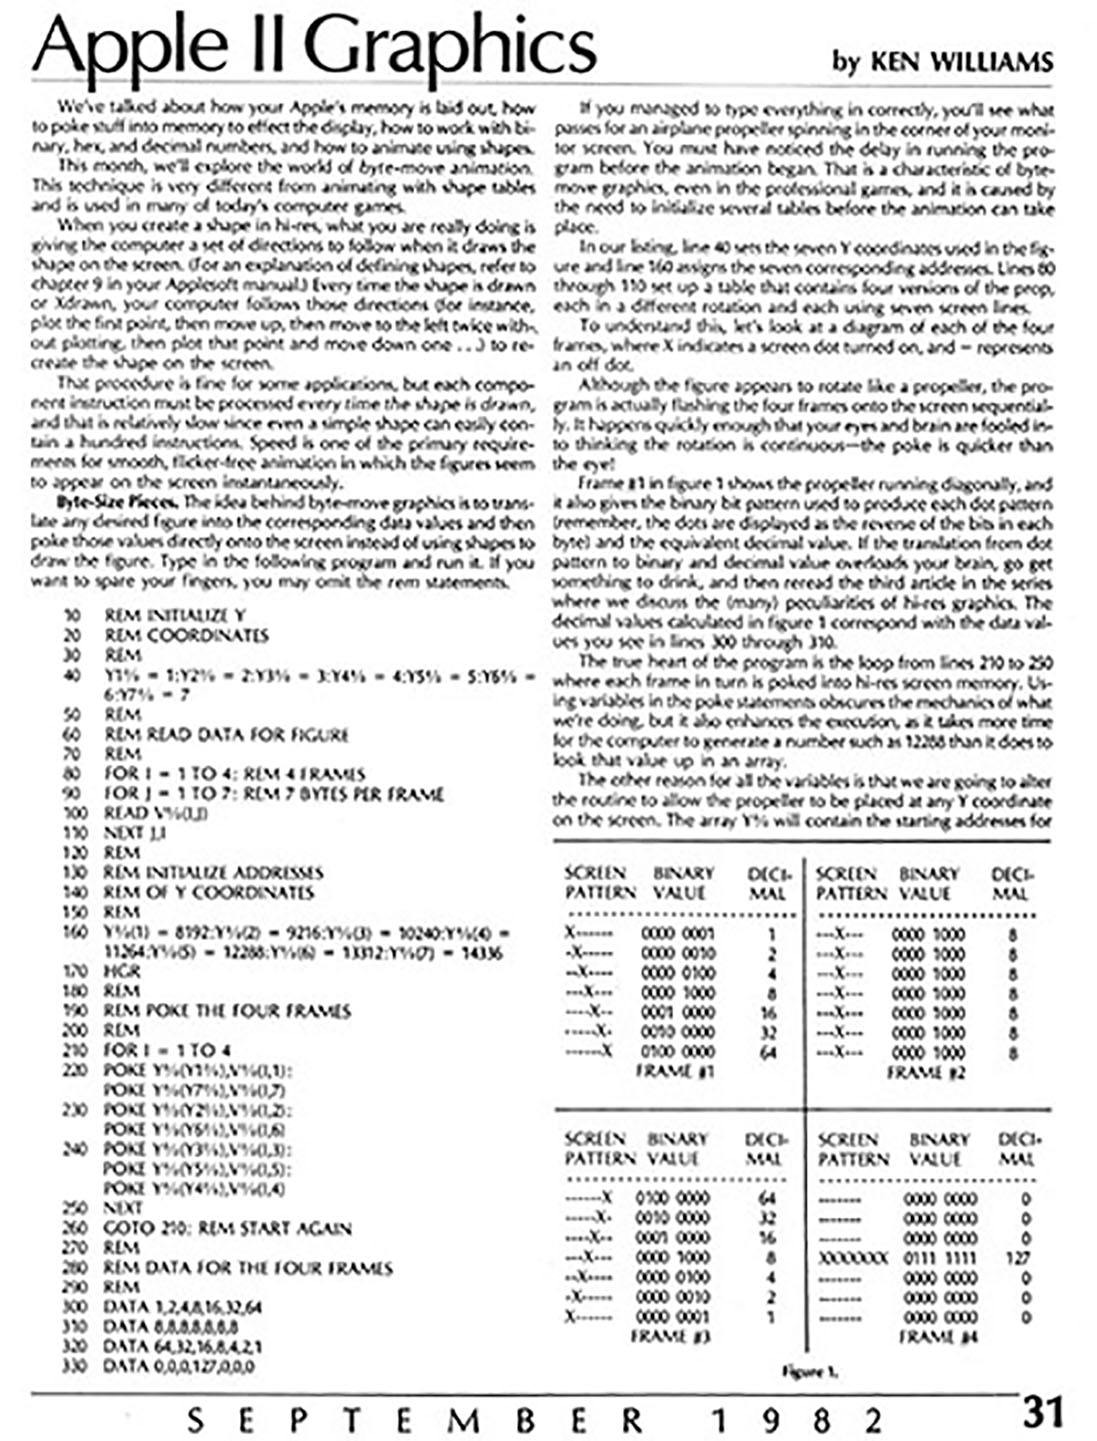 Apple II Graphics
by KEN WILLIAMS
We've talked about how your Apple's memory is laid out, how
to poke stuff into memory to effect the display, how to work with bi-
nary, hex, and decimal numbers, and how to animate using shapes.
This month, we'll explore the world of byte-move animation.
This technique is very different from animating with shape tables
and is used in many of today's computer games.
When you create a shape in hi-res, what you are really doing is
giving the computer a set of directions to follow when it draws the
shape on the screen. (For an explanation of defining shapes, refer to
chapter 9 in your Applesoft manual.) Every time the shape is drawn
or Xdrawn, your computer follows those directions (for instance,
plot the first point, then move up, then move to the left twice with-
out plotting, then plot that point and move down one . . .) to re-
create the shape on the screen.
That procedure is fine for some applications, but each compo-
nent instruction must be processed every time the shape is drawn,
and that is relatively slow since even a simple shape can easily con-
tain a hundred instructions. Speed is one of the primary require-
ments for smooth, flicker-free animation in which the figures seem
to appear on the screen instantaneously.
Byte-Size Pieces. The idea behind byte-move graphics is to trans-
late any desired figure into the corresponding data values and then
poke those values directly onto the screen instead of using shapes to
draw the figure. Type in the following program and run it. If you
want to spare your fingers, you may omit the rem statements.
10 REM INITIALIZE Y
20 REM COORDINATES
30 REM
40 Y1% = 1:Y2% = 2:Y3% = 3:Y4% = 4:Y5% = 5:Y6% =
6:Y7% = 7
50 REM
60 REM READ DATA FOR FIGURE
70 REM
80 FOR I = 1 TO 4: REM 4 FRAMES
90 FOR J = 1 TO 7: REM 7 BYTES PER FRAME
100 READ V%(I,J)
110 NEXT J,I
120 REM
130 REM INITIALIZE ADDRESSES
140 REM OF Y COORDINATES
150 REM
160 Y%(1) = 8192:Y%(2) = 9216:Y%(3) = 10240:Y%(4) =
11264:Y%(5) = 12288:Y%(6) = 13312:Y%(7) = 14336
170 HGR
180 REM
190 REM POKE THE FOUR FRAMES
200 REM
210 FOR I = 1 TO 4
220 POKE Y%(Y1%),V%(I,1):
POKE Y%(Y7%),V%(I,7)
230 POKE Y%(Y2%),V%(I,2):
POKE Y%(Y6%),V%(I,6)
240 POKE Y%(Y3%),V%(I,3):
POKE Y%(Y5%),V%(I,5):
POKE Y%(Y4%),V%(I,4)
250 NEXT
260 GOTO 210: REM START AGAIN
270 REM
280 REM DATA FOR THE FOUR FRAMES
290 REM
300 DATA 1,2,4,8,16,32,64
310 DATA 8,8,8,8,8,8,8
320 DATA 64,32,16,8,4,2,1
330 DATA 0,0,0,127,0,0,0
If you managed to type everything in correctly, you'll see what
passes for an airplane propeller spinning in the corner of your moni-
tor screen. You must have noticed the delay in running the pro-
gram before the animation began. That is a characteristic of byte-
move graphics, even in the professional games, and it is caused by
the need to initialize several tables before the animation can take
place.
In our listing, line 40 sets the seven Y coordinates used in the fig-
ure and line 160 assigns the seven corresponding addresses. Lines 80
through 110 set up a table that contains four versions of the prop,
each in a different rotation and each using seven screen lines.
To understand this, let's look at a diagram of each of the four
frames, where X indicates a screen dot turned on, and - represents
an off dot.
Although the figure appears to rotate like a propeller, the pro-
gram is actually flashing the four frames onto the screen sequential-
ly. It happens quickly enough that your eyes and brain are fooled in-
to thinking the rotation is continuous—the poke is quicker than
the eye!
Frame #1 in figure 1 shows the propeller running diagonally, and
it also gives the binary bit pattern used to produce each dot pattern
(remember, the dots are displayed as the reverse of the bits in each
byte) and the equivalent decimal value. If the translation from dot
pattern to binary and decimal value overloads your brain, go get
something to drink, and then reread the third article in the series
where we discuss the (many) peculiarities of hi-res graphics. The
decimal values calculated in figure 1 correspond with the data val-
ues you see in lines 300 through 310.
The true heart of the program is the loop from lines 210 to 250
where each frame in turn is poked into hi-res screen memory. Us-
ing variables in the poke statements obscures the mechanics of what
we're doing, but it also enhances the execution, as it takes more time
for the computer to generate a number such as 12288 than it does to
look that value up in an array.
The other reason for all the variables is that we are going to alter
the routine to allow the propeller to be placed at any Y coordinate
on the screen. The array Y% will contain the starting addresses for
SCREEN BINARY DECI-
PATTERN VALUE MAL
X------ 0000 0001 1
-X----- 0000 0010 2
--X---- 0000 0100 4
---X--- 0000 1000 8
----X-- 0001 0000 16
-----X- 0010 0000 32
------X 0100 0000 64
FRAME #1
SCREEN BINARY DECI-
PATTERN VALUE MAL
---X--- 0000 1000 8
---X--- 0000 1000 8
---X--- 0000 1000 8
---X--- 0000 1000 8
---X--- 0000 1000 8
---X--- 0000 1000 8
---X--- 0000 1000 8
FRAME #2
SCREEN BINARY DECI-
PATTERN VALUE MAL
------X 0100 0000 64
-----X- 0010 0000 32
----X-- 0001 0000 16
---X--- 0000 1000 8
--X---- 0000 0100 4
-X----- 0000 0010 2
X------ 0000 0001 1
FRAME #3
SCREEN BINARY DECI-
PATTERN VALUE MAL
------- 0000 0000 0
------- 0000 0000 0
------- 0000 0000 0
XXXXXXX 0111 1111 127
------- 0000 0000 0
------- 0000 0000 0
------- 0000 0000 0
FRAME #4
Figure 1.
SEPTEMBER 1982
31